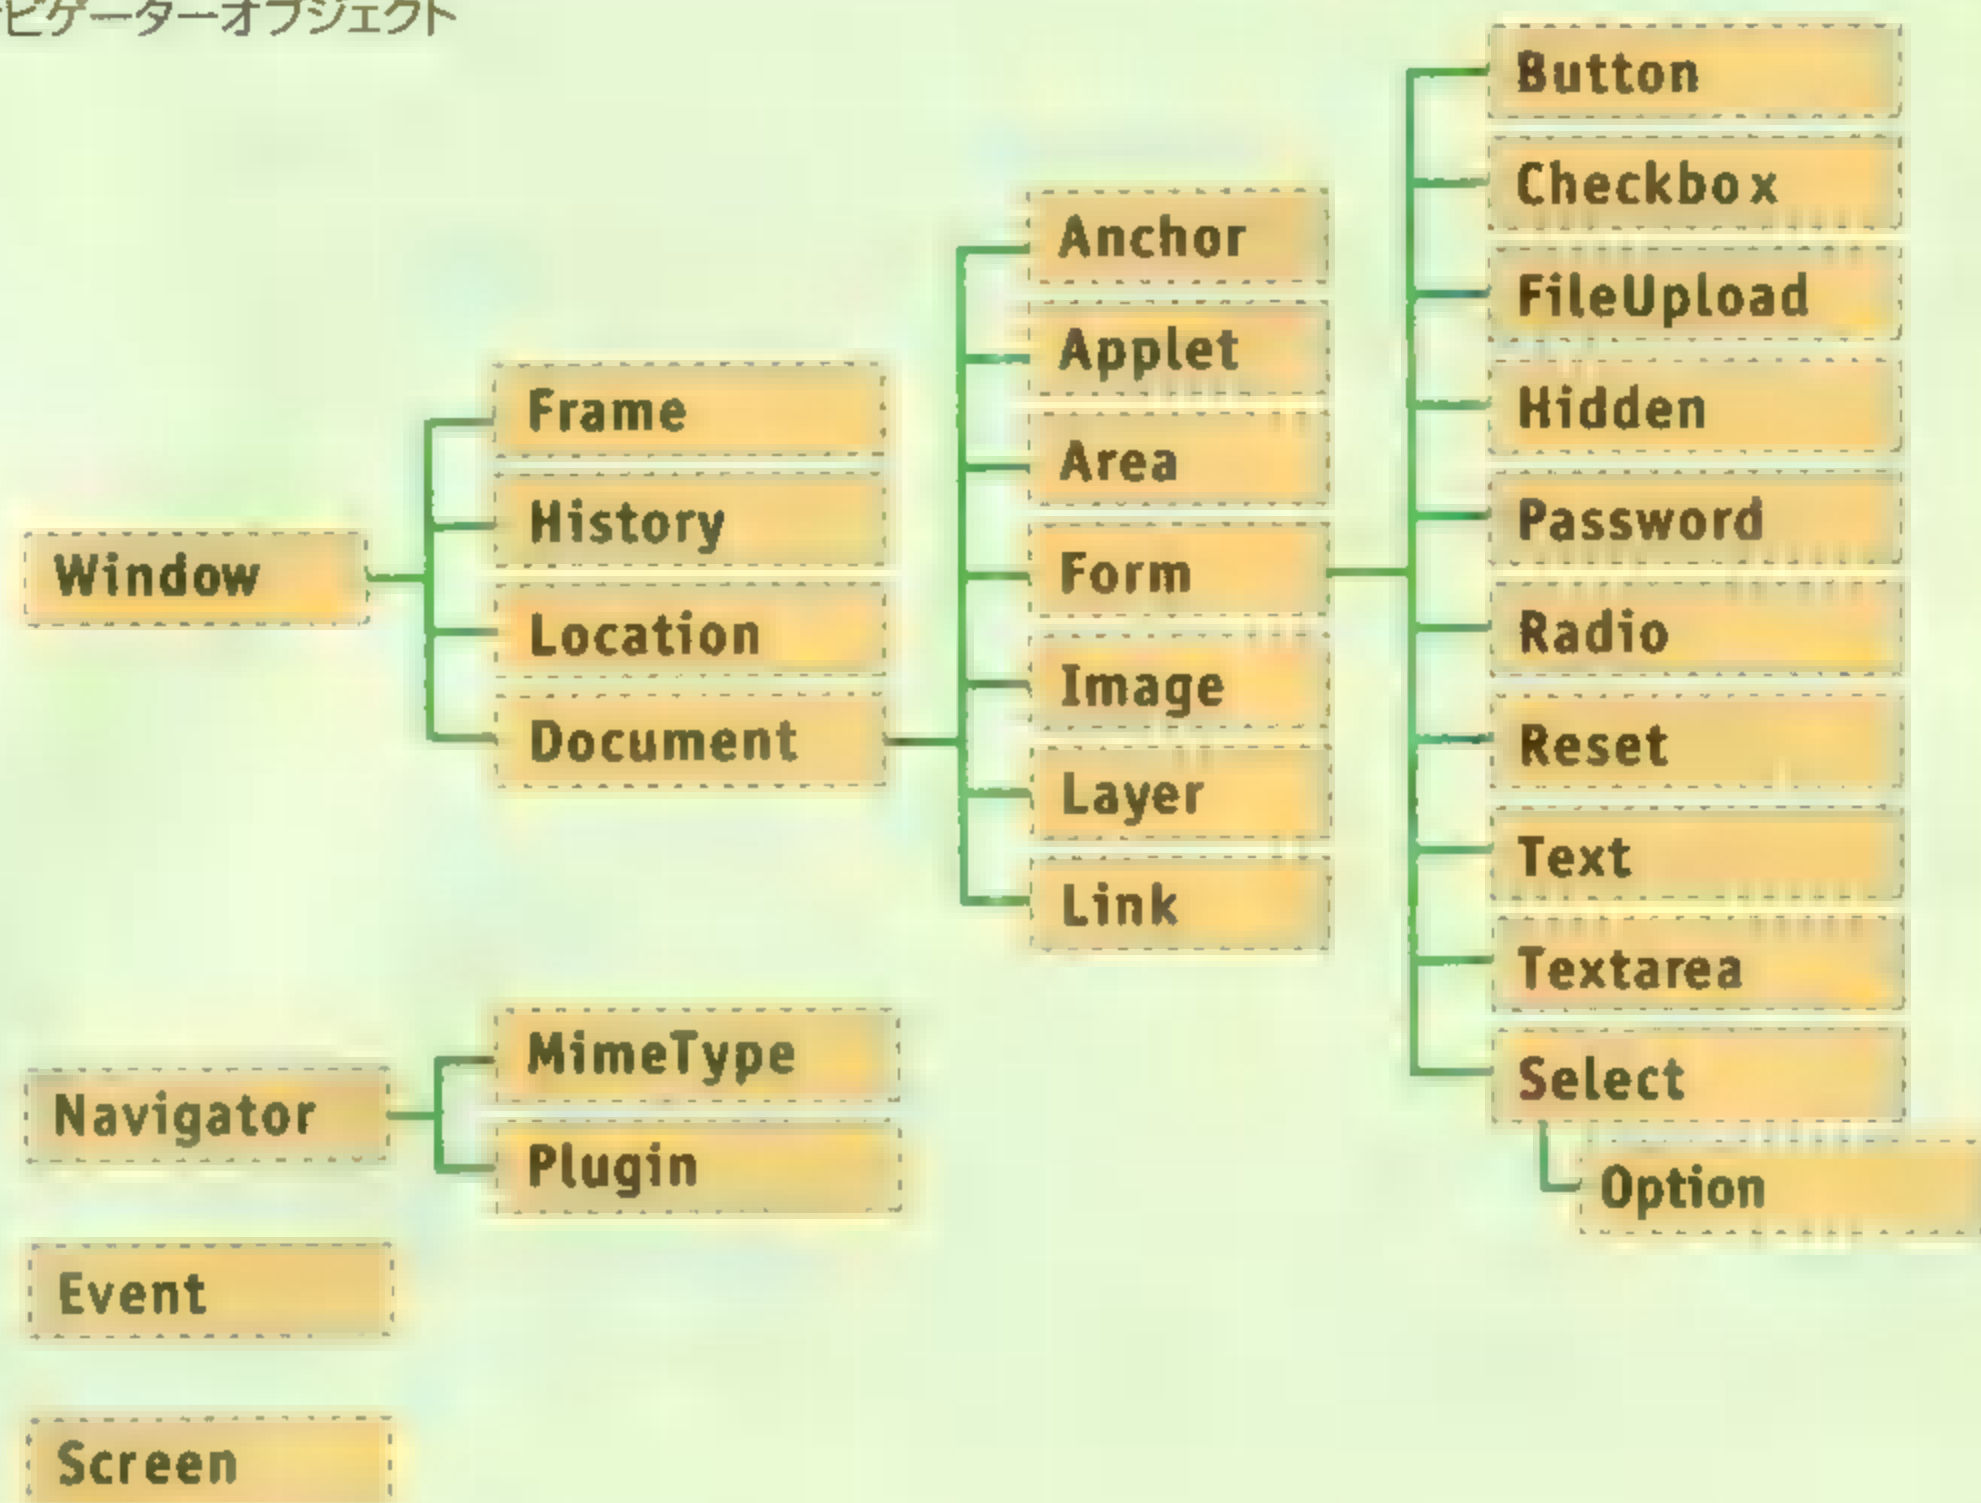 ビゲーターオブジェクト
Window
Frame
History
Location
Document
Anchor
Applet
Area
Form
Image
Layer
Link
Button
Checkbox
FileUpload
Hidden
Password
Radio
Reset
Text
Textarea
Select
Option
Navigator
MimeType
Plugin
Event
Screen